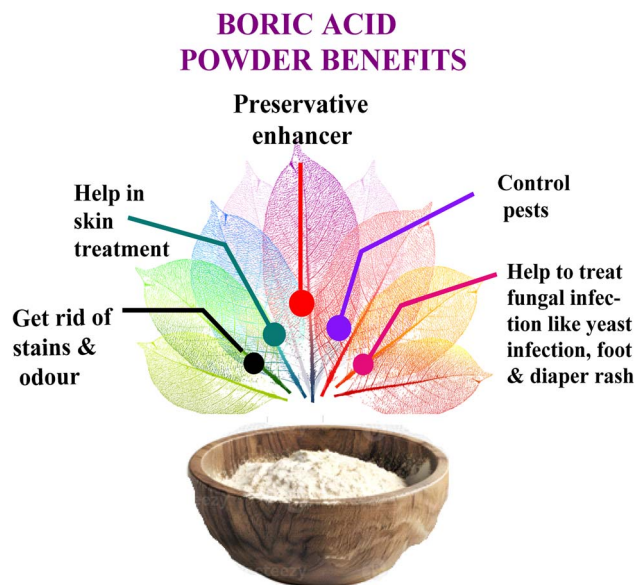 BORIC ACID
POWDER BENEFITS
Preservative
enhancer
Help in
skin
treatment
Control
pests
Get rid of
stains &
odour
Help to treat
fungal infec-
tion like yeast
infection, foot
& diaper rash